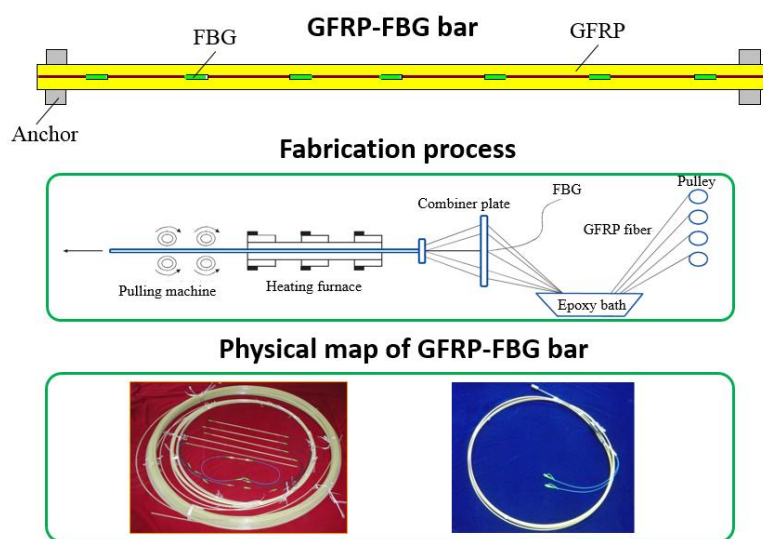 GFRP-FBG bar
FBG
GFRP
Anchor
Fabrication process
Pulley
Combiner plate
FBG
GFRP fiber
Pulling machine
Heating furnace
Epoxy bath
Physical map of GFRP-FBG bar